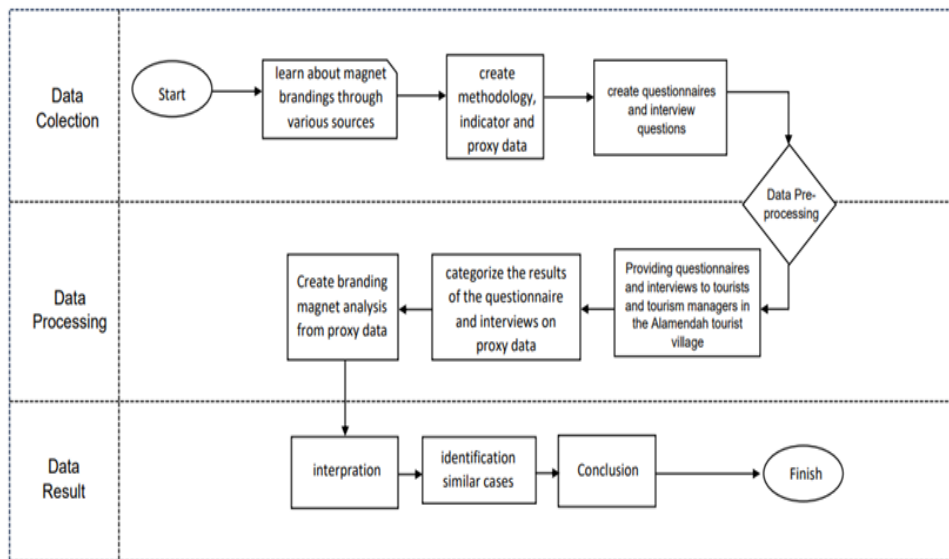 Data
Colection
Start
learn about magnet
brandings through
various sources
create
methodology,
indicator and
proxy data
create questionnaires
and interview
questions
Data Pre-
processing
Data
Processing
Create branding
magnet analysis
from proxy data
categorize the results
of the questionnaire
and interviews on
proxy data
Providing questionnaires
and interviews to tourists
and tourism managers in
the Alamendah tourist
village
Data
Result
interpration
identification
similar cases
Conclusion
Finish